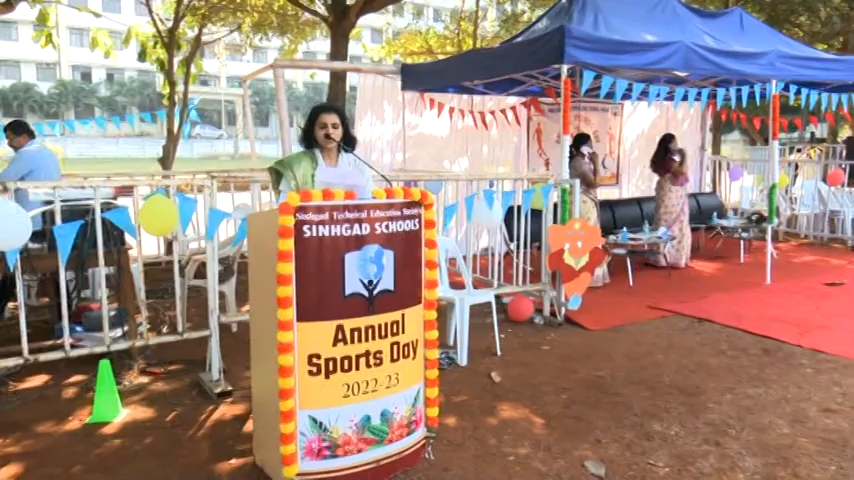 Sinhgad Technical Education Society's
SINHGAD SCHOOLS
Annual
Sports Day
2022-23